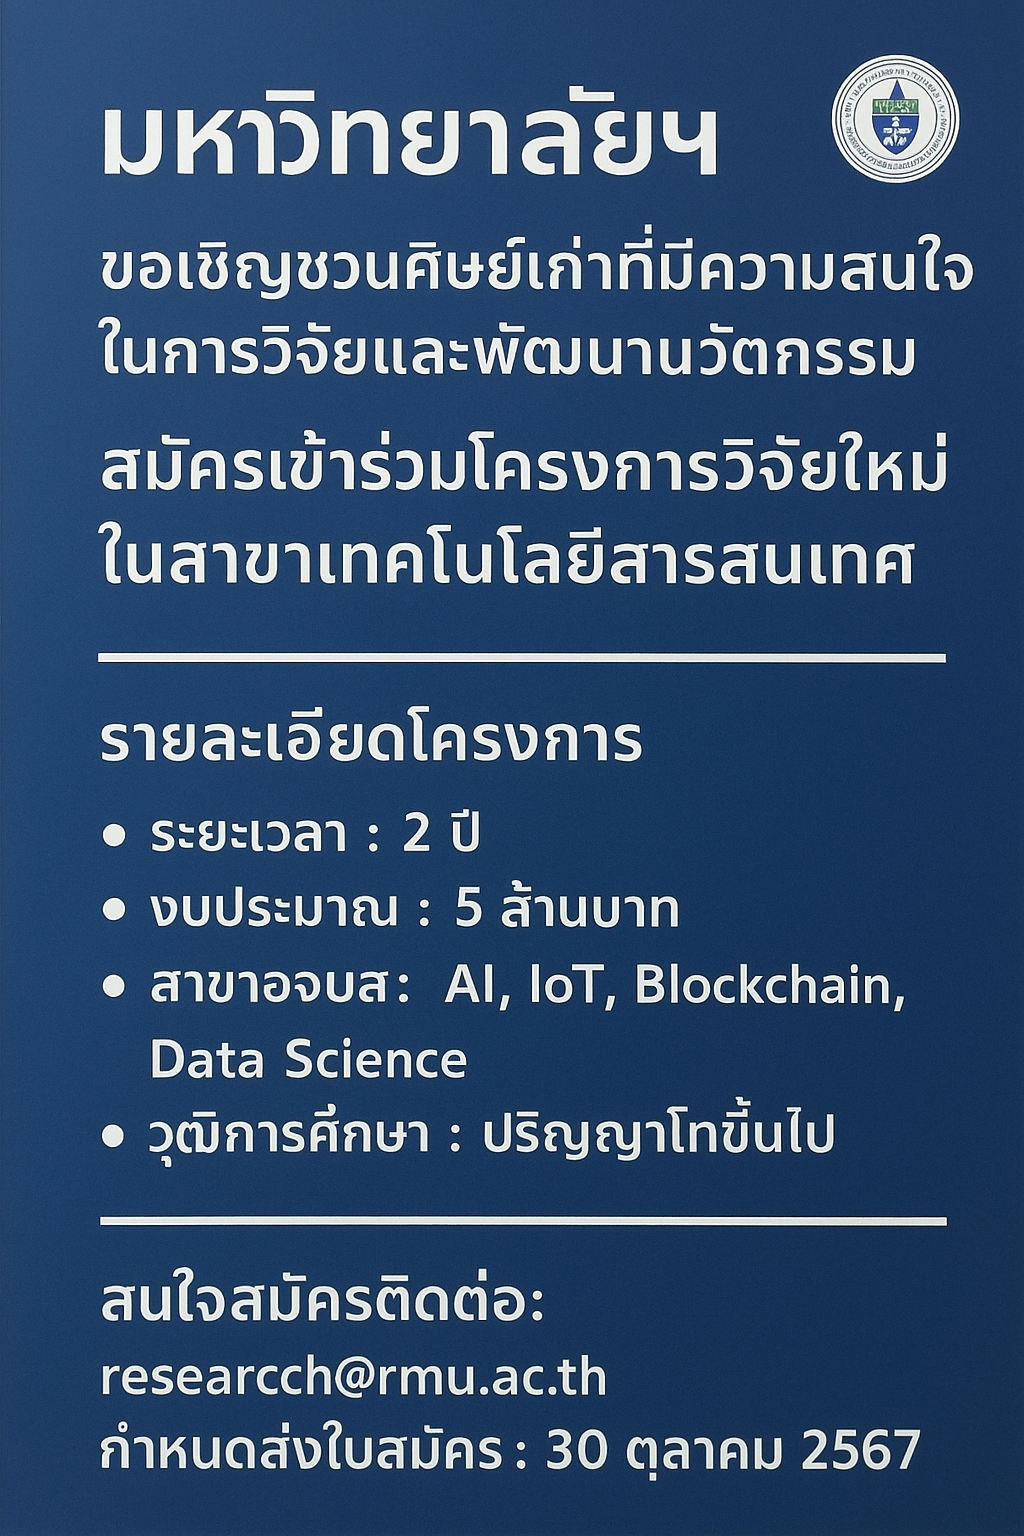 มหาวิทยาลัยฯ
ขอเชิญชวนศิษย์เก่าที่มีความสนใจ
ในการวิจัยและพัฒนานวัตกรรม
สมัครเข้าร่วมโครงการวิจัยใหม่
ในสาขาเทคโนโลยีสารสนเทศ
รายละเอียดโครงการ
• ระยะเวลา : 2 ปี
• งบประมาณ : 5 ล้านบาท
• สาขาอจบส: AI, IoT, Blockchain,
Data Science
• วุฒิการศึกษา : ปริญญาโทขึ้นไป
สนใจสมัครติดต่อ:
researcch@rmu.ac.th
กำหนดส่งใบสมัคร : 30 ตุลาคม 2567